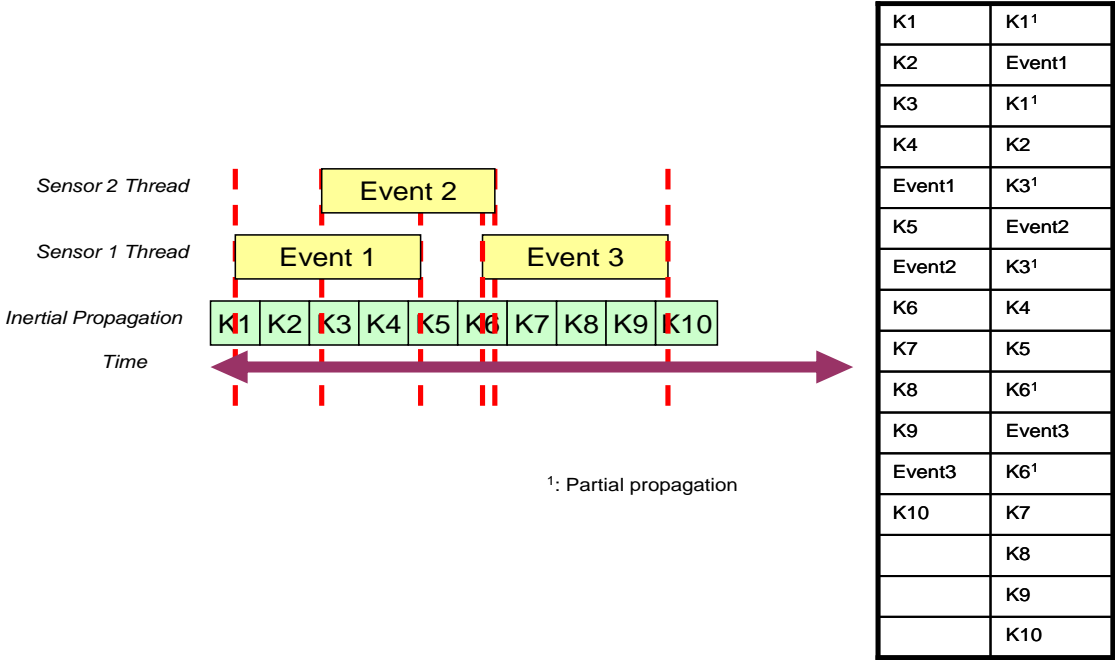 Sensor 2 Thread
Event 2
Sensor 1 Thread
Event 1 Event 3
Inertial Propagation
K1 K2 K3 K4 K5 K6 K7 K8 K9 K10
Time
¹: Partial propagation
K1 K1¹
K2 Event1
K3 K1¹
K4 K2
Event1 K3¹
K5 Event2
Event2 K3¹
K6 K4
K7 K5
K8 K6¹
K9 Event3
Event3 K6¹
K10 K7
K8
K9
K10